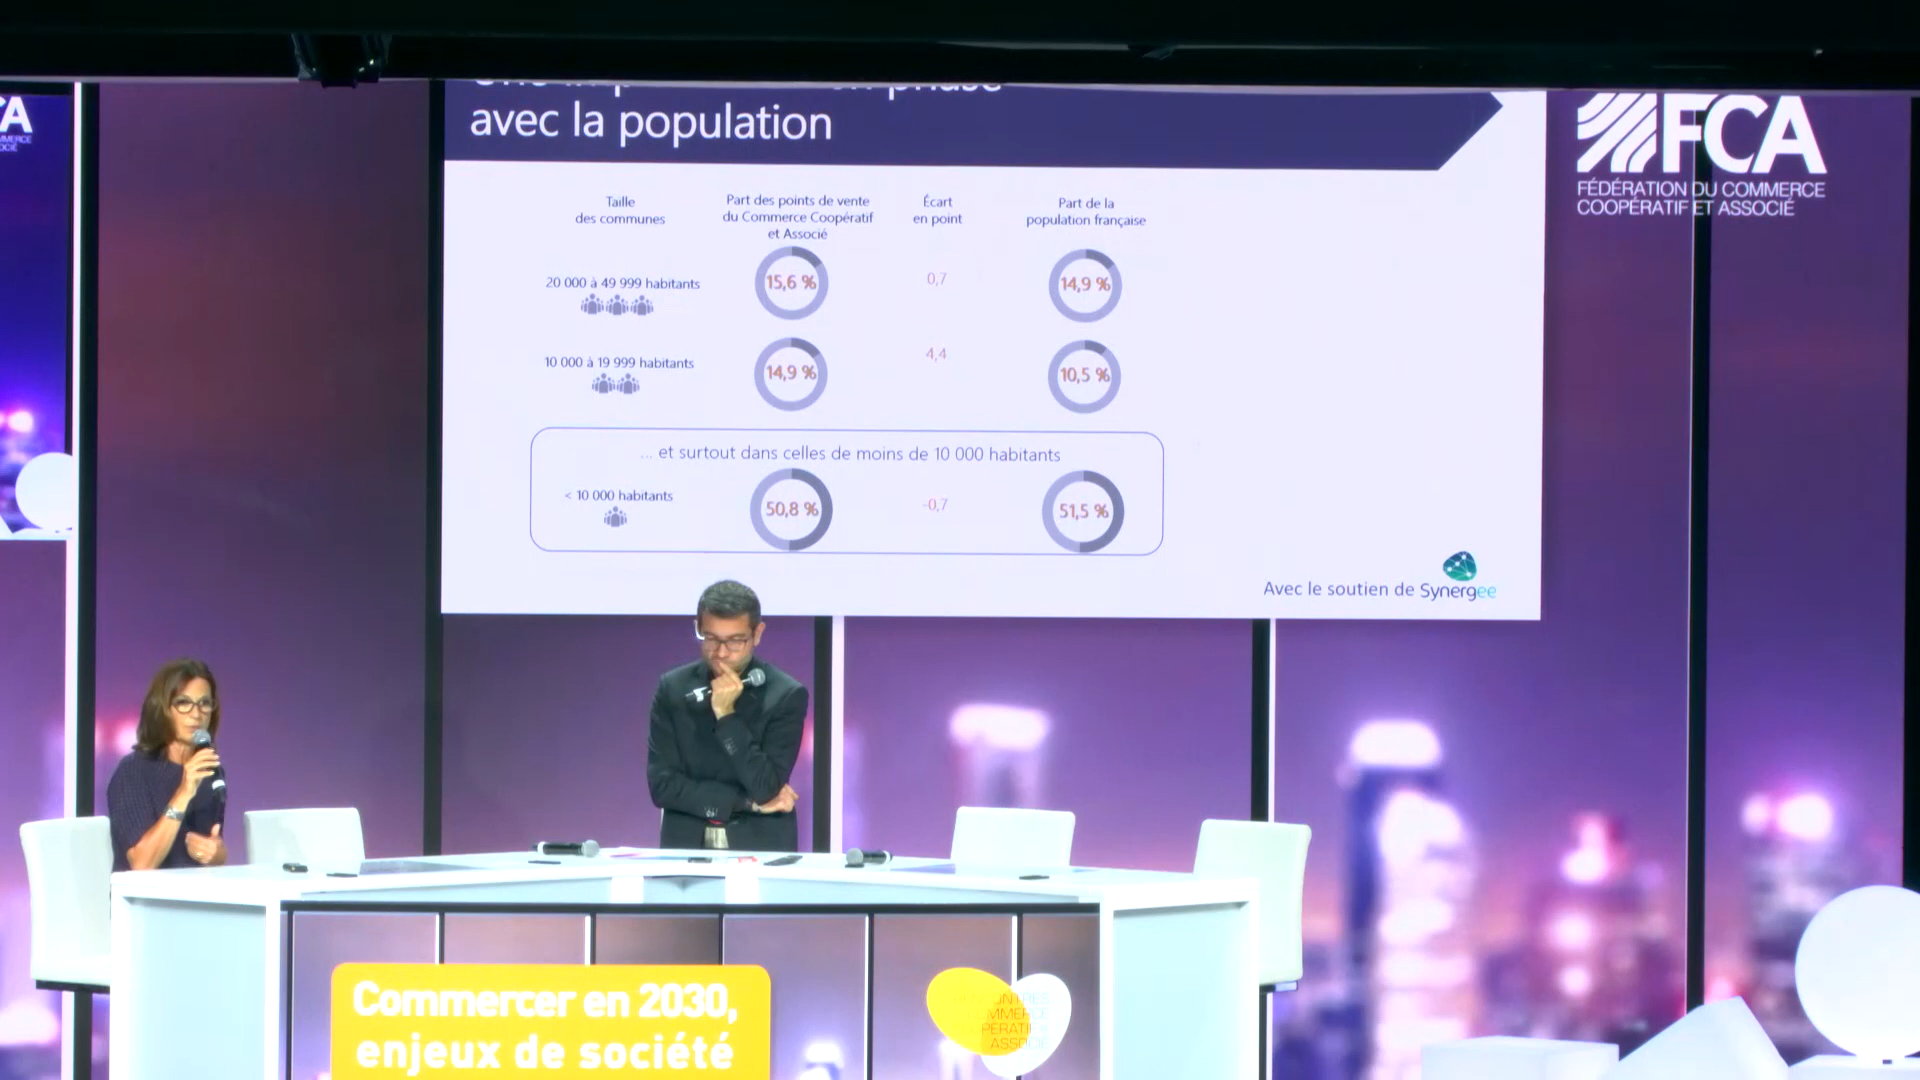 avec la population
FCA
FÉDÉRATION DU COMMERCE
COOPÉRATIF ET ASSOCIÉ
Taille
des communes
Part des points de vente
du Commerce Coopératif
et Associé
Écart
en point
Part de la
population française
20 000 à 49 999 habitants
15,6 %
0,7
14,9 %
10 000 à 19 999 habitants
14,9 %
4,4
10,5 %
... et surtout dans celles de moins de 10 000 habitants
< 10 000 habitants
50,8 %
-0,7
51,5 %
Avec le soutien de Synergee
Commercer en 2030,
enjeux de société